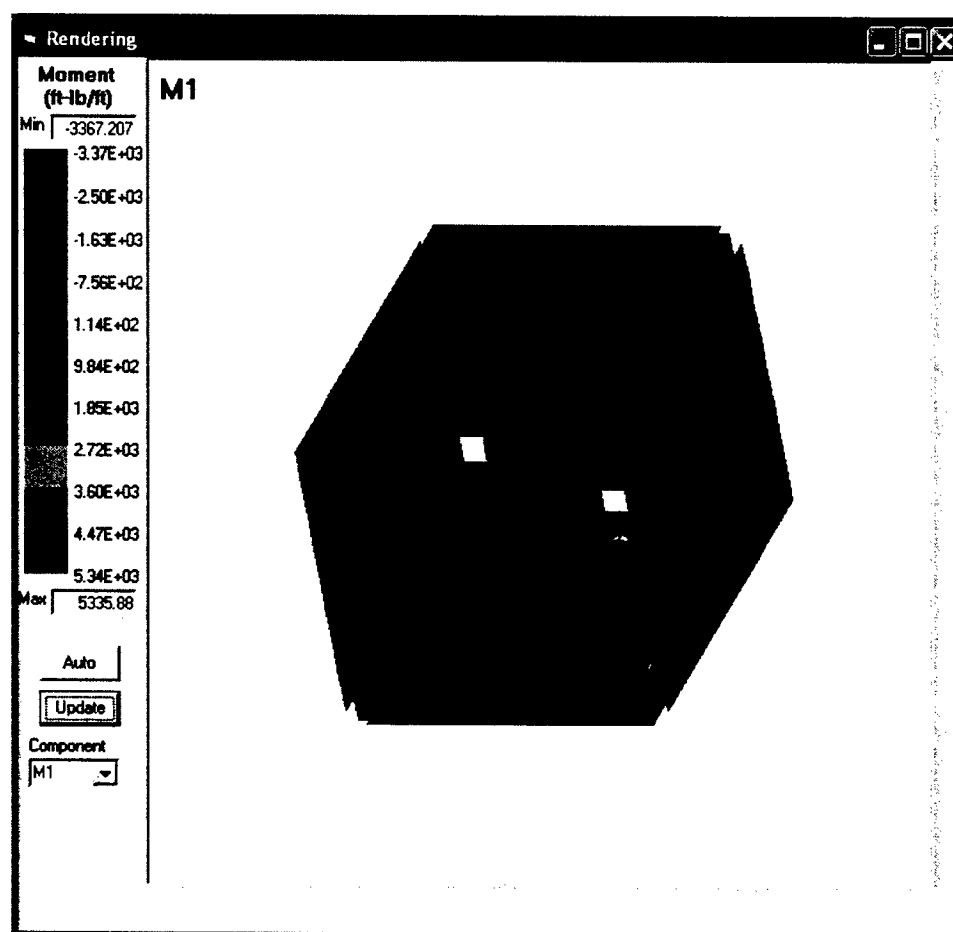 Rendering
Moment
(ft-lb/ft)
Min -3367.207
-3.37E+03
-2.50E+03
-1.63E+03
-7.56E+02
1.14E+02
9.84E+02
1.85E+03
2.72E+03
3.60E+03
4.47E+03
5.34E+03
Max 5335.88
Auto
Update
Component
M1
M1